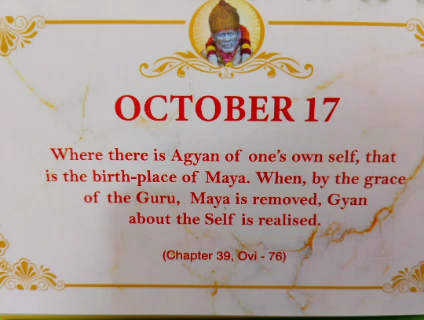 OCTOBER 17
Where there is Agyan of one's own self, that
is the birth-place of Maya. When, by the grace
of the Guru, Maya is removed, Gyan
about the Self is realised.
(Chapter 39, Ovi - 76)